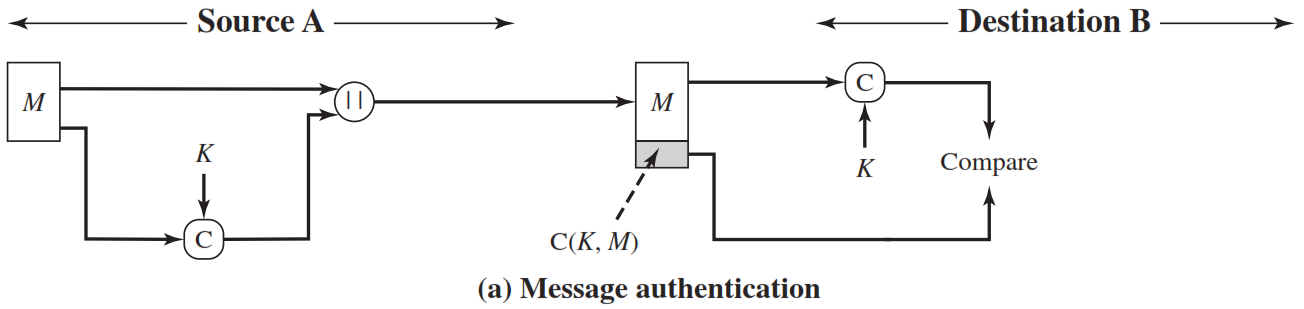 Source A
Destination B
M
| |
M
C
K
K
Compare
C
C(K, M)
(a) Message authentication